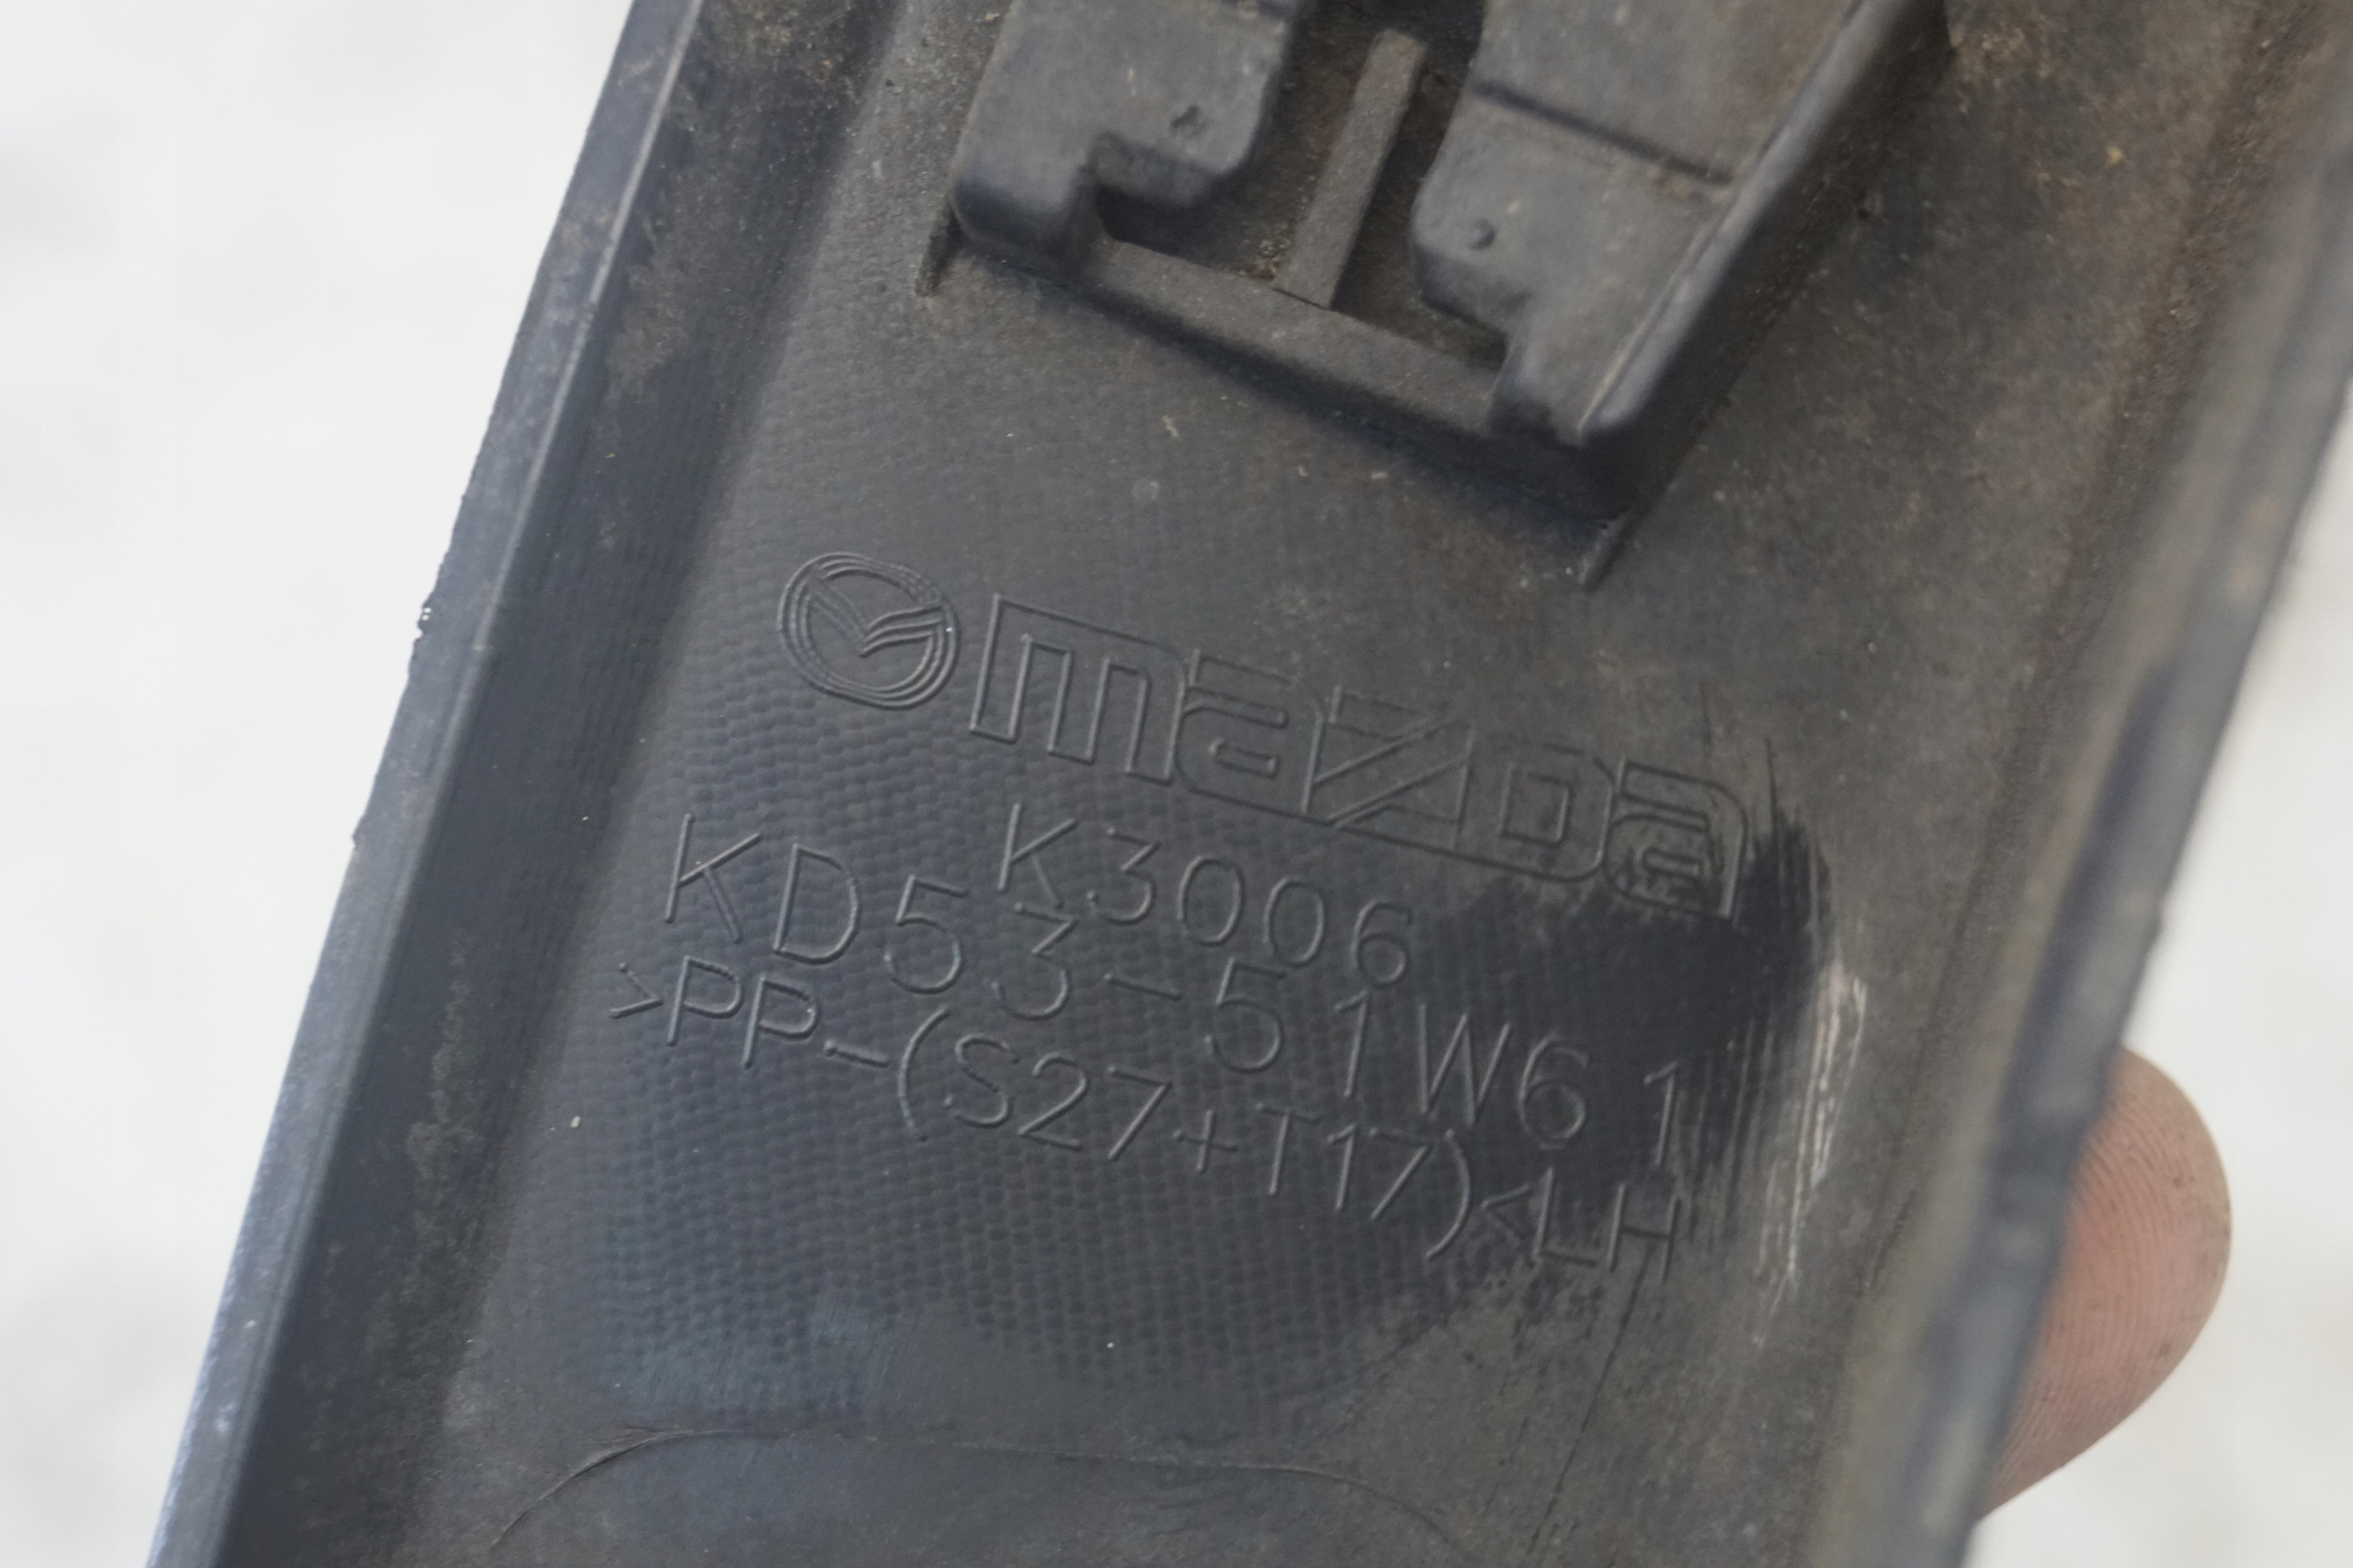 mazda
K3006
KD53-51W61
>PP-(S27+T17)<LH